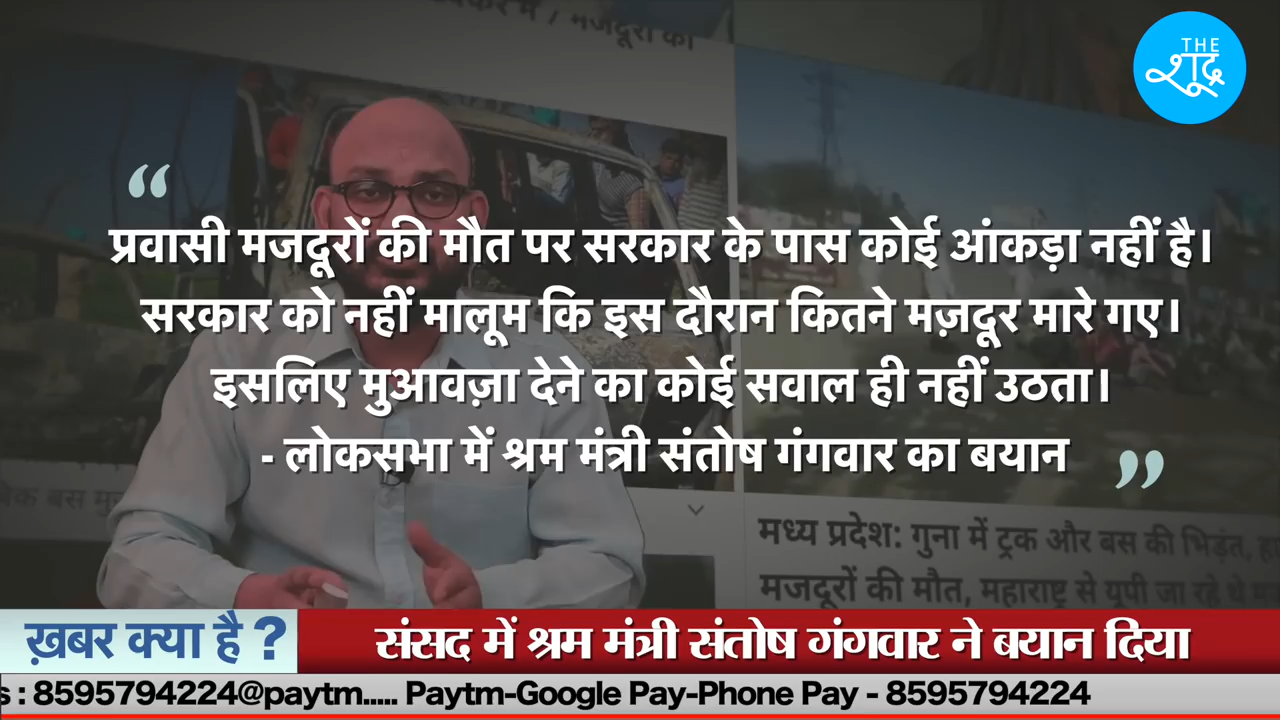 मजदूरों का
THE
शूद्र
“
प्रवासी मजदूरों की मौत पर सरकार के पास कोई आंकड़ा नहीं है।
सरकार को नहीं मालूम कि इस दौरान कितने मज़दूर मारे गए।
इसलिए मुआवज़ा देने का कोई सवाल ही नहीं उठता।
- लोकसभा में श्रम मंत्री संतोष गंगवार का बयान
”
बस
मध्य प्रदेश: गुना में ट्रक और बस की भिड़ंत,
मजदूरों की मौत, महाराष्ट्र से यूपी जा रहे थे
ख़बर क्या है ?
संसद में श्रम मंत्री संतोष गंगवार ने बयान दिया
s : 8595794224@paytm..... Paytm-Google Pay-Phone Pay - 8595794224